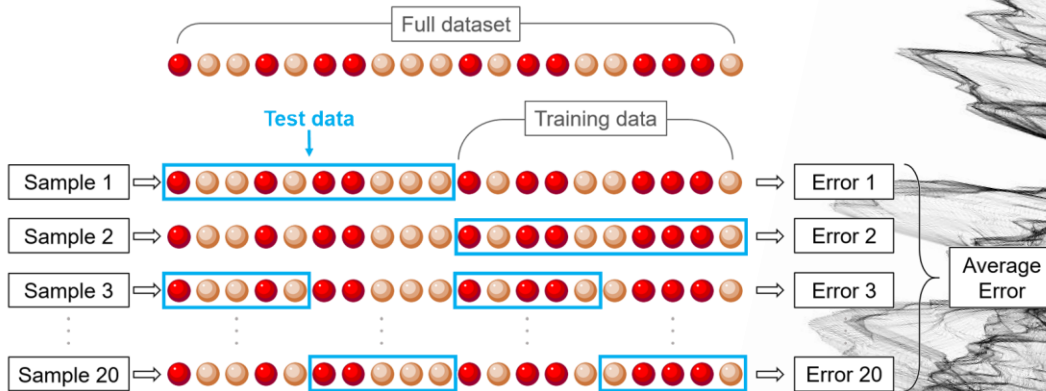 Full dataset
Test data
Training data
Sample 1
Error 1
Sample 2
Error 2
Sample 3
Error 3
Average
Error
Sample 20
Error 20